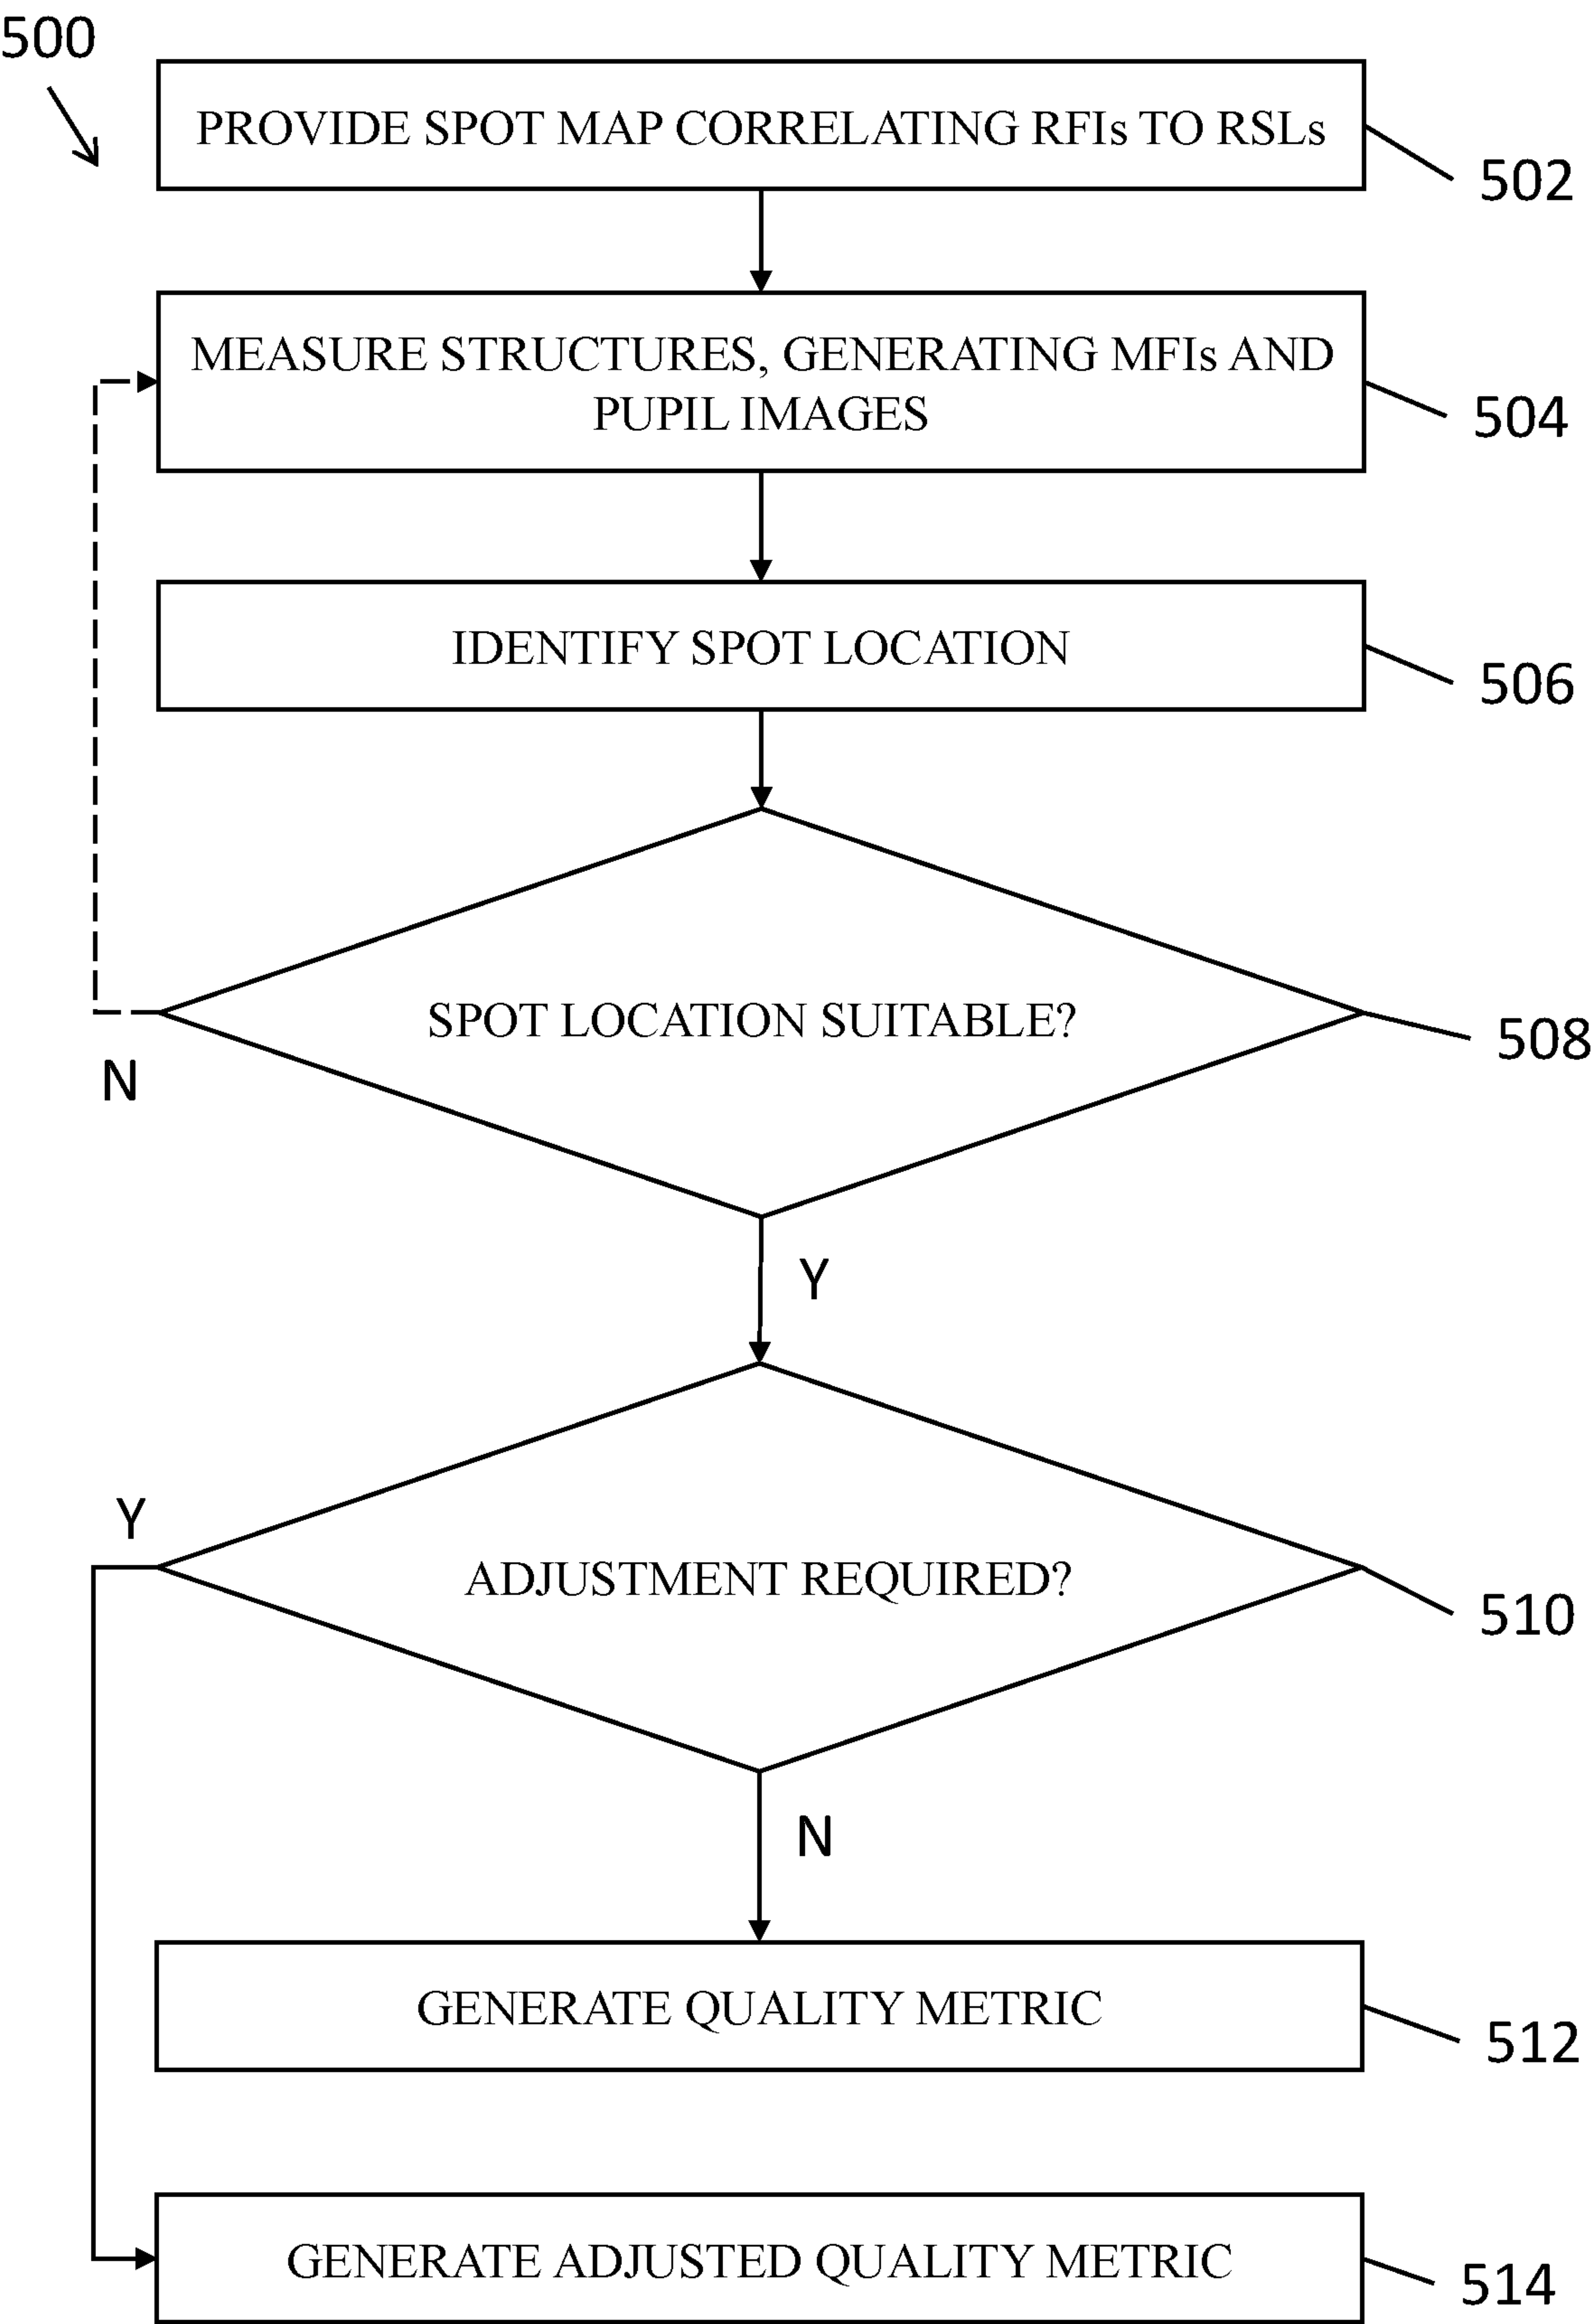 500
PROVIDE SPOT MAP CORRELATING RFIs TO RSLs
502
MEASURE STRUCTURES, GENERATING MFIs AND
PUPIL IMAGES
504
IDENTIFY SPOT LOCATION
506
SPOT LOCATION SUITABLE?
508
N
Y
Y
ADJUSTMENT REQUIRED?
510
N
GENERATE QUALITY METRIC
512
GENERATE ADJUSTED QUALITY METRIC
514